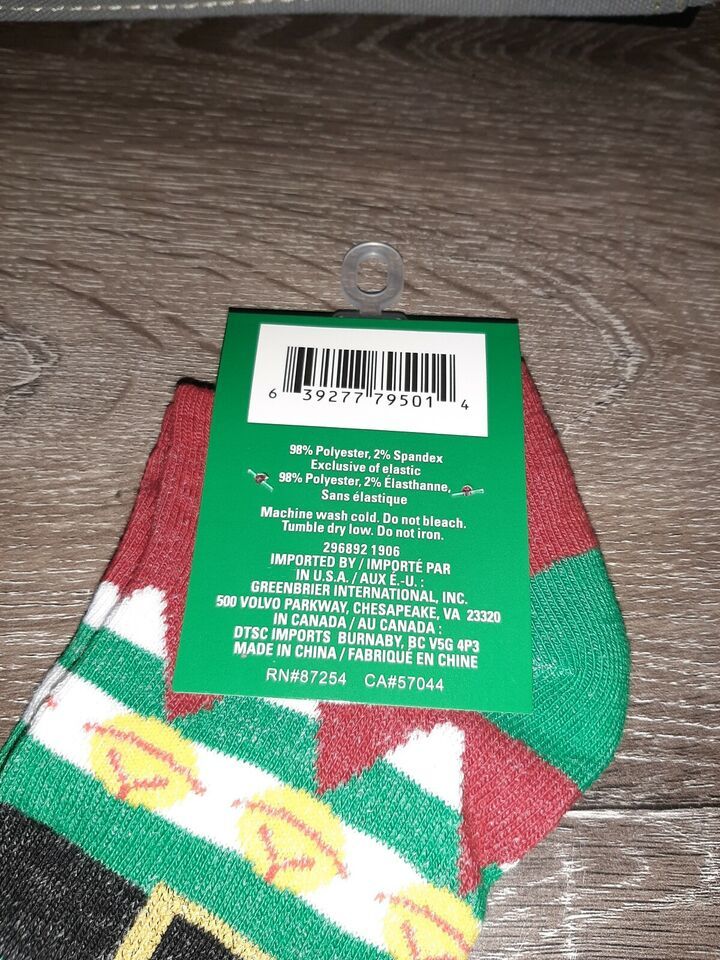 6 39277 79501 4
98% Polyester, 2% Spandex
Exclusive of elastic
98% Polyester, 2% Élasthanne,
Sans élastique
Machine wash cold. Do not bleach.
Tumble dry low. Do not iron.
296892 1906
IMPORTED BY / IMPORTÉ PAR
IN U.S.A. / AUX É.-U. :
GREENBRIER INTERNATIONAL, INC.
500 VOLVO PARKWAY, CHESAPEAKE, VA 23320
IN CANADA / AU CANADA :
DTSC IMPORTS BURNABY, BC V5G 4P3
MADE IN CHINA / FABRIQUÉ EN CHINE
RN#87254 CA#57044